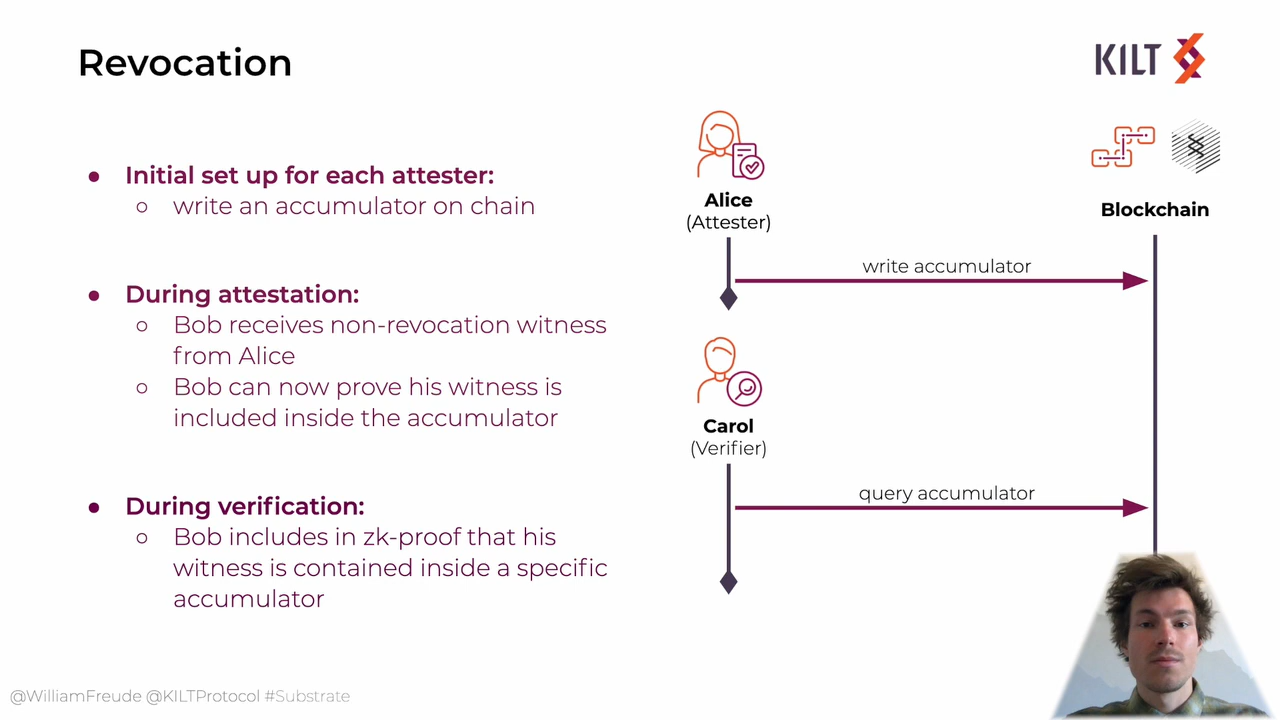 Revocation
KILT
● Initial set up for each attester:
○ write an accumulator on chain
● During attestation:
○ Bob receives non-revocation witness
from Alice
○ Bob can now prove his witness is
included inside the accumulator
● During verification:
○ Bob includes in zk-proof that his
witness is contained inside a specific
accumulator
Alice
(Attester)
Blockchain
write accumulator
Carol
(Verifier)
query accumulator
@WilliamFreude @KILTProtocol #Substrate